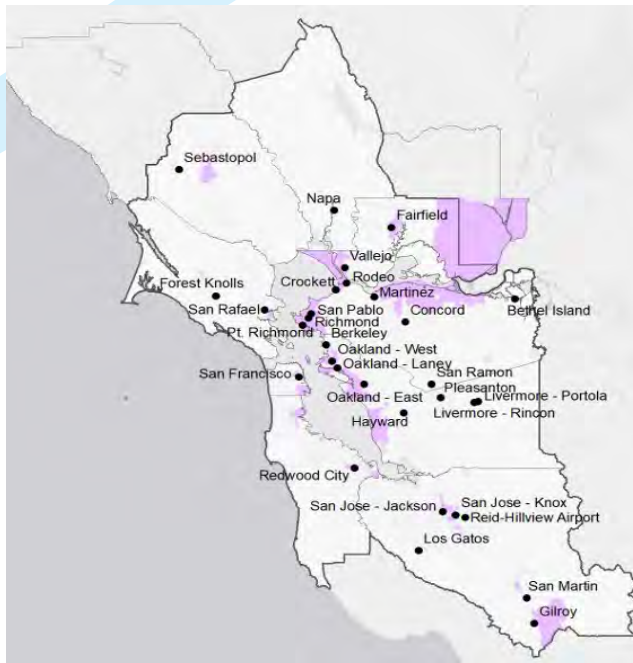 Sebastopol
Napa
Fairfield
Vallejo
Forest Knolls
Crockett
Rodeo
Martinez
Bethel Island
San Rafael
San Pablo
Richmond
Concord
Pt. Richmond
Berkeley
Oakland - West
Oakland - Laney
San Francisco
San Ramon
Pleasanton
Oakland - East
Livermore - Portola
Hayward
Livermore - Rincon
Redwood City
San Jose - Jackson
San Jose - Knox
Reid-Hillview Airport
Los Gatos
San Martin
Gilroy